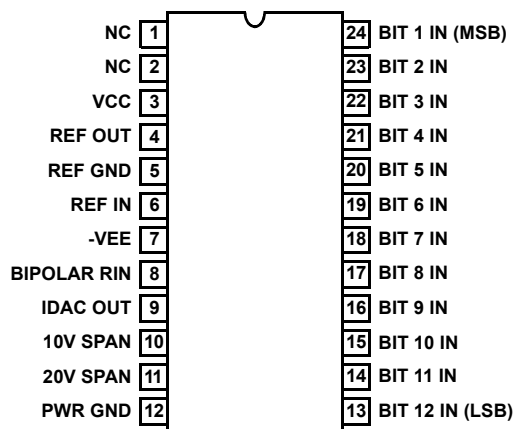 NC 1 24 BIT 1 IN (MSB)
NC 2 23 BIT 2 IN
VCC 3 22 BIT 3 IN
REF OUT 4 21 BIT 4 IN
REF GND 5 20 BIT 5 IN
REF IN 6 19 BIT 6 IN
-VEE 7 18 BIT 7 IN
BIPOLAR RIN 8 17 BIT 8 IN
IDAC OUT 9 16 BIT 9 IN
10V SPAN 10 15 BIT 10 IN
20V SPAN 11 14 BIT 11 IN
PWR GND 12 13 BIT 12 IN (LSB)